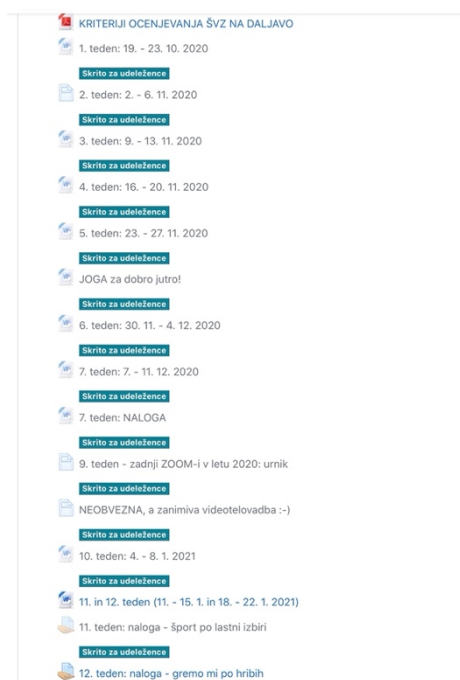 KRITERIJI OCENJEVANJA ŠVZ NA DALJAVO
1. teden: 19. - 23. 10. 2020
Skrito za udeležence
2. teden: 2. - 6. 11. 2020
Skrito za udeležence
3. teden: 9. - 13. 11. 2020
Skrito za udeležence
4. teden: 16. - 20. 11. 2020
Skrito za udeležence
5. teden: 23. - 27. 11. 2020
Skrito za udeležence
JOGA za dobro jutro!
Skrito za udeležence
6. teden: 30. 11. - 4. 12. 2020
Skrito za udeležence
7. teden: 7. - 11. 12. 2020
Skrito za udeležence
7. teden: NALOGA
Skrito za udeležence
9. teden - zadnji ZOOM-i v letu 2020: urnik
Skrito za udeležence
NEOBVEZNA, a zanimiva videotelovadba :-)
Skrito za udeležence
10. teden: 4. - 8. 1. 2021
Skrito za udeležence
11. in 12. teden (11. - 15. 1. in 18. - 22. 1. 2021)
11. teden: naloga - šport po lastni izbiri
Skrito za udeležence
12. teden: naloga - gremo mi po hribih